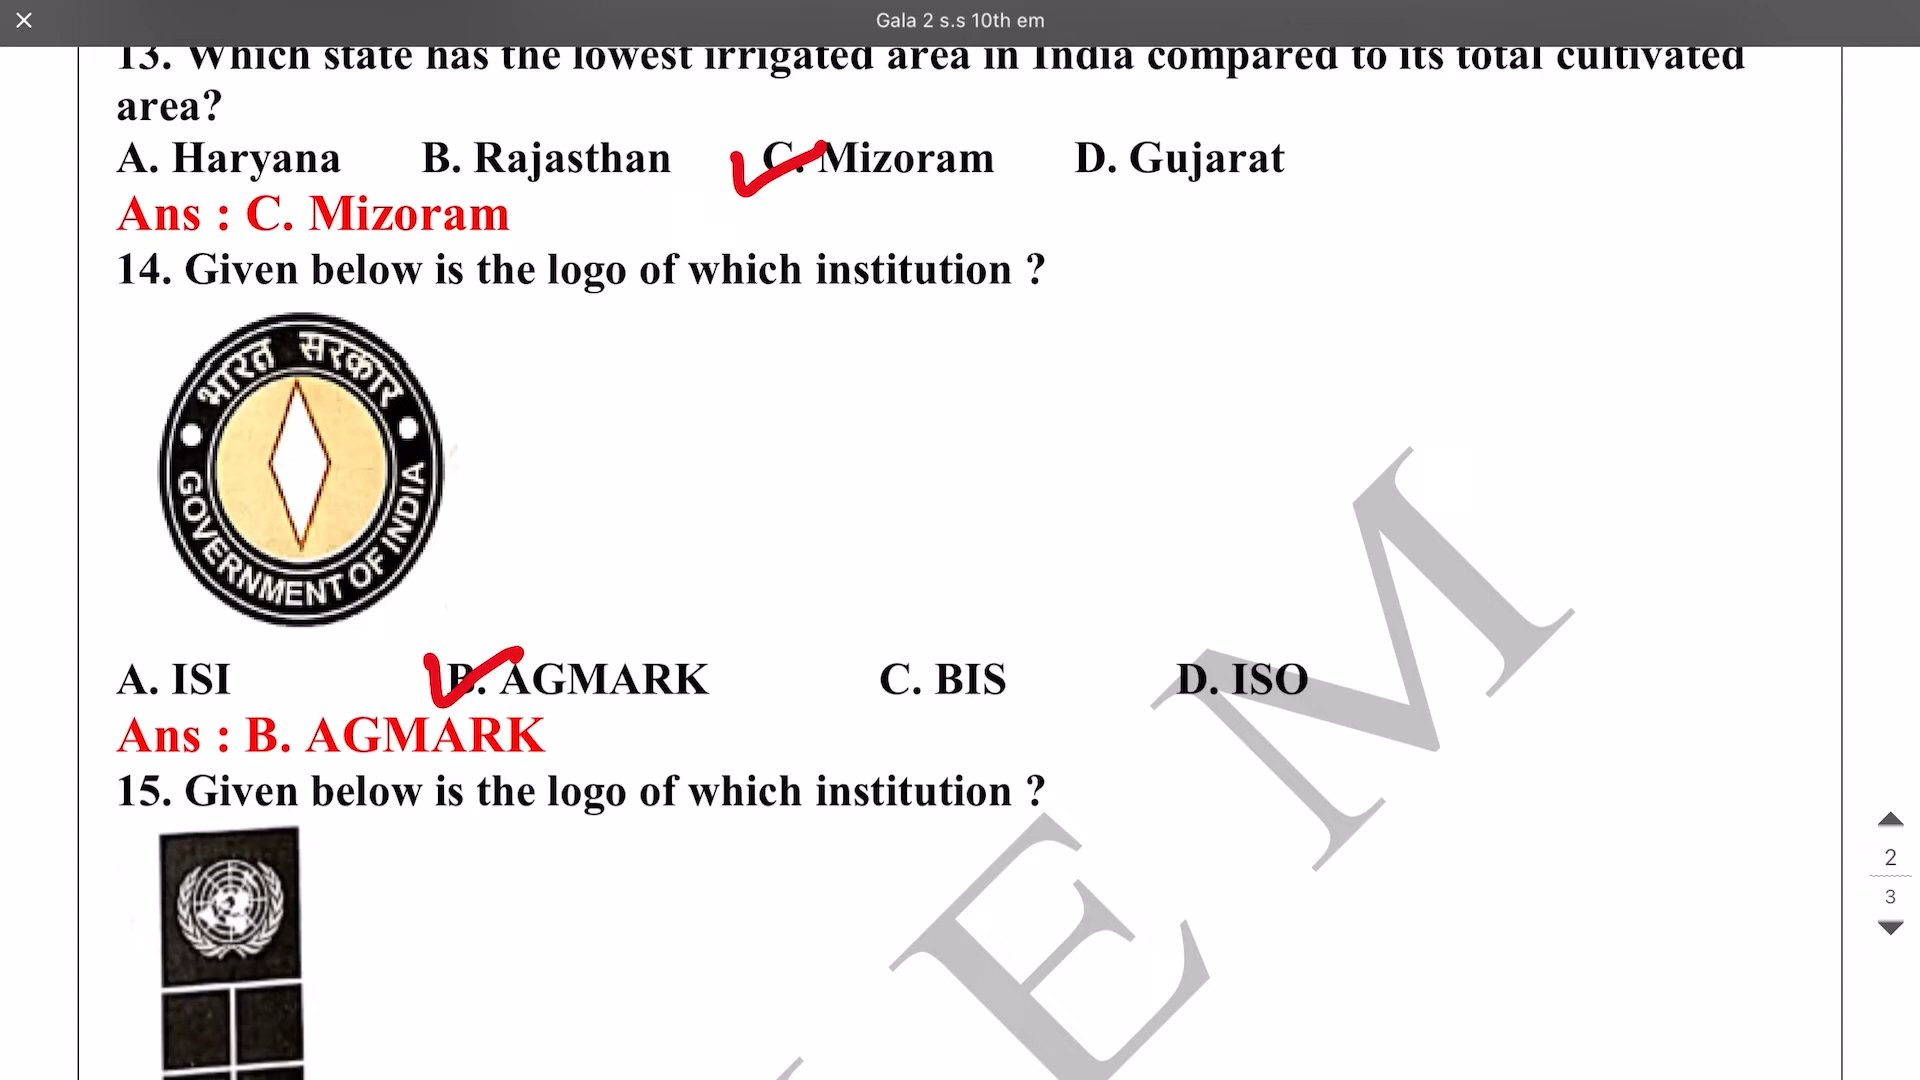 Gala 2 s.s 10th em
13. Which state has the lowest irrigated area in India compared to its total cultivated
area?
A. Haryana B. Rajasthan C. Mizoram D. Gujarat
Ans : C. Mizoram
14. Given below is the logo of which institution ?
भारत सरकार
GOVERNMENT OF INDIA
A. ISI B. AGMARK C. BIS D. ISO
Ans : B. AGMARK
15. Given below is the logo of which institution ?
E M
2
3